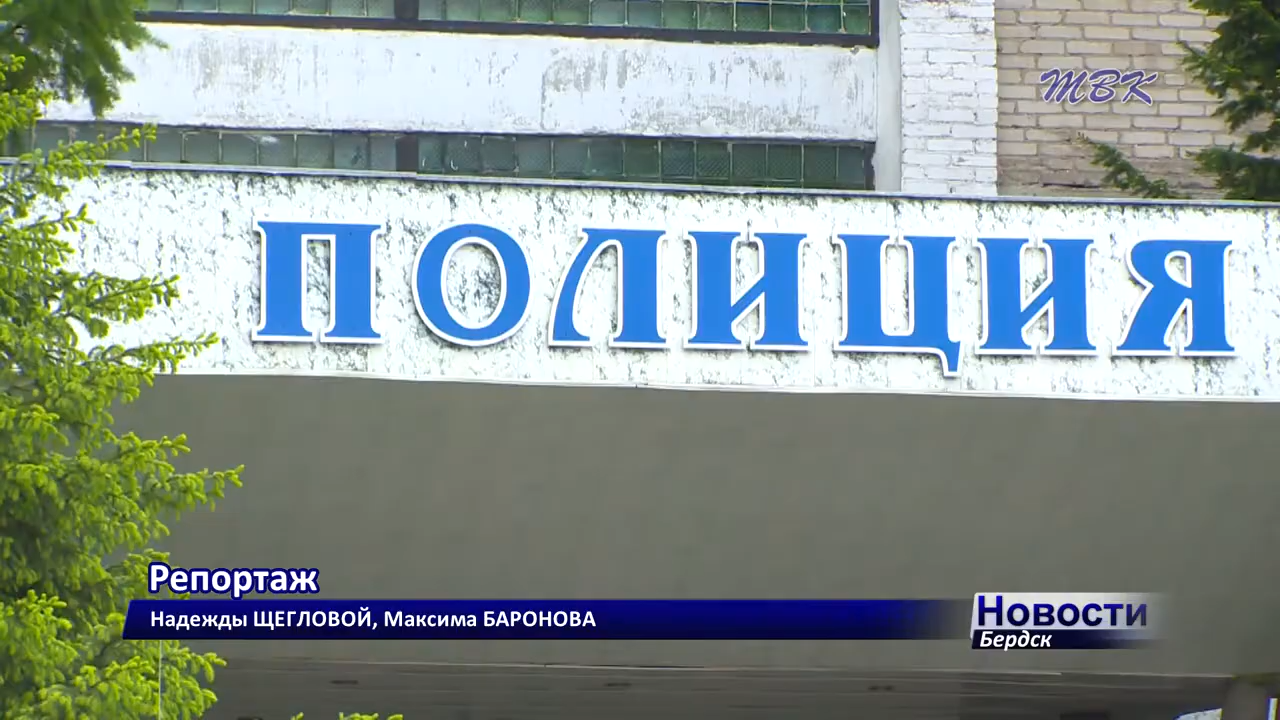 ТВК
ПОЛИЦИЯ
Репортаж
Надежды ЩЕГЛОВОЙ, Максима БАРОНОВА
Новости
Бердск